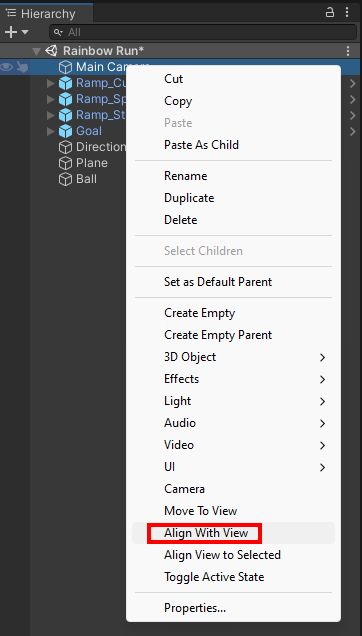 Hierarchy
All
Rainbow Run*
Main Camera
Ramp_Cu
Ramp_Sp
Ramp_St
Goal
Direction
Plane
Ball
Cut
Copy
Paste
Paste As Child
Rename
Duplicate
Delete
Select Children
Set as Default Parent
Create Empty
Create Empty Parent
3D Object
Effects
Light
Audio
Video
UI
Camera
Move To View
Align With View
Align View to Selected
Toggle Active State
Properties...